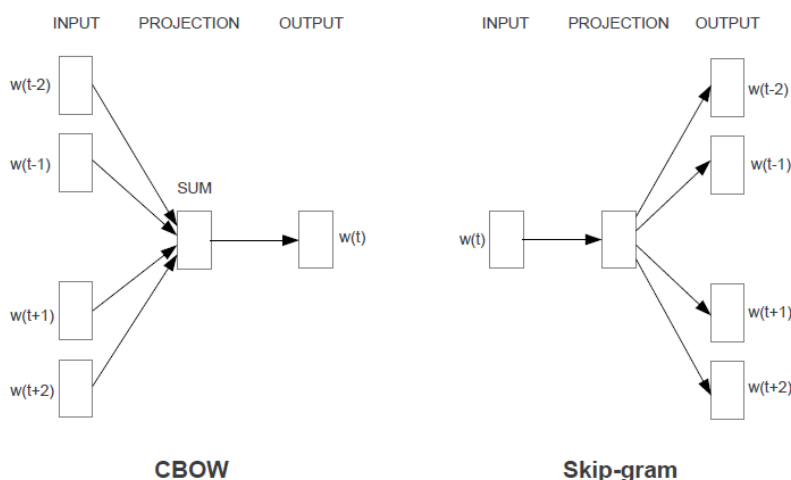 INPUT PROJECTION OUTPUT
w(t-2)
w(t-1)
SUM
w(t)
w(t+1)
w(t+2)
CBOW
INPUT PROJECTION OUTPUT
w(t-2)
w(t-1)
w(t)
w(t+1)
w(t+2)
Skip-gram